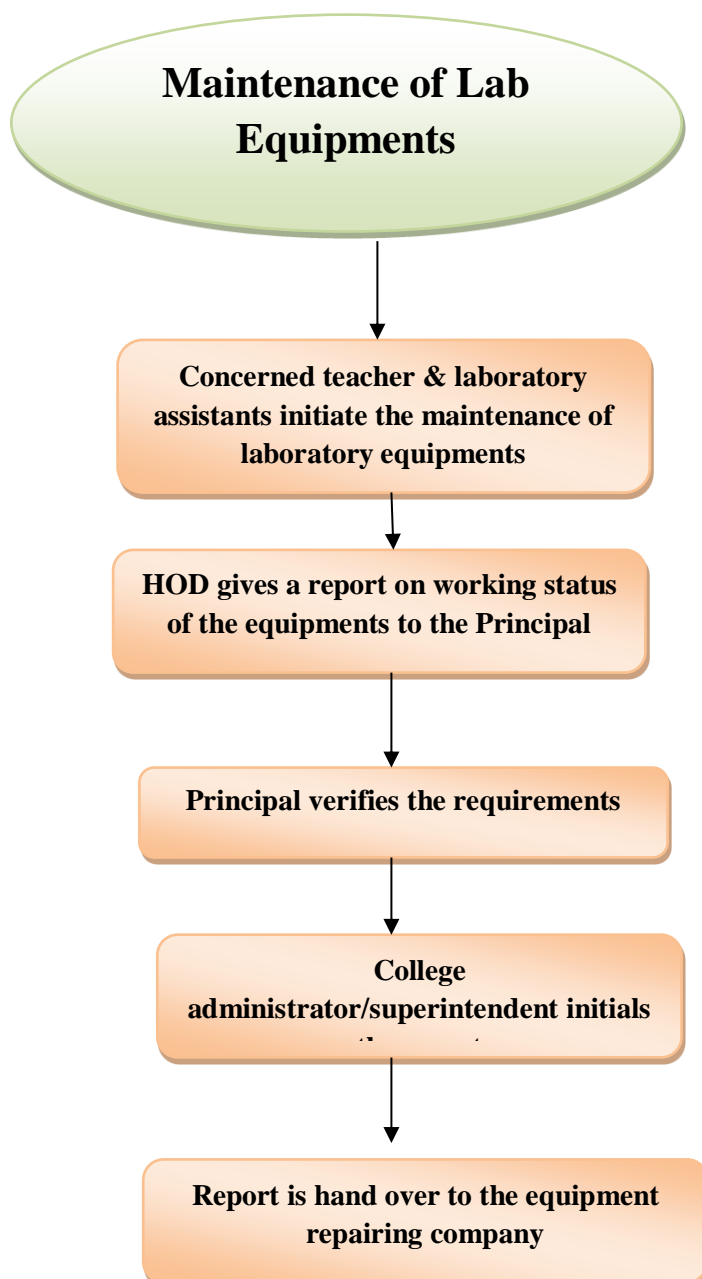 Maintenance of Lab
Equipments
Concerned teacher & laboratory
assistants initiate the maintenance of
laboratory equipments
HOD gives a report on working status
of the equipments to the Principal
Principal verifies the requirements
College
administrator/superintendent initials
Report is hand over to the equipment
repairing company